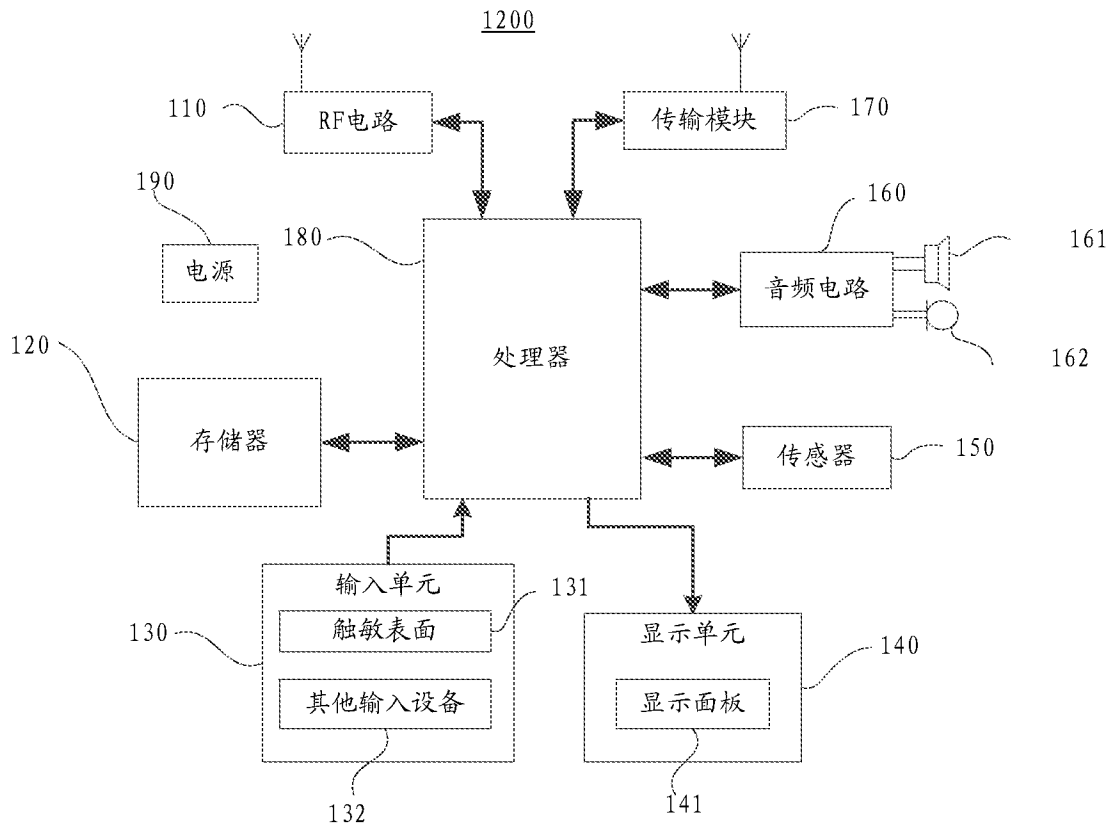 1200
110
RF电路
传输模块
170
190
电源
180
160
音频电路
161
162
处理器
120
存储器
传感器
150
输入单元
130
触敏表面
131
其他输入设备
132
显示单元
140
显示面板
141